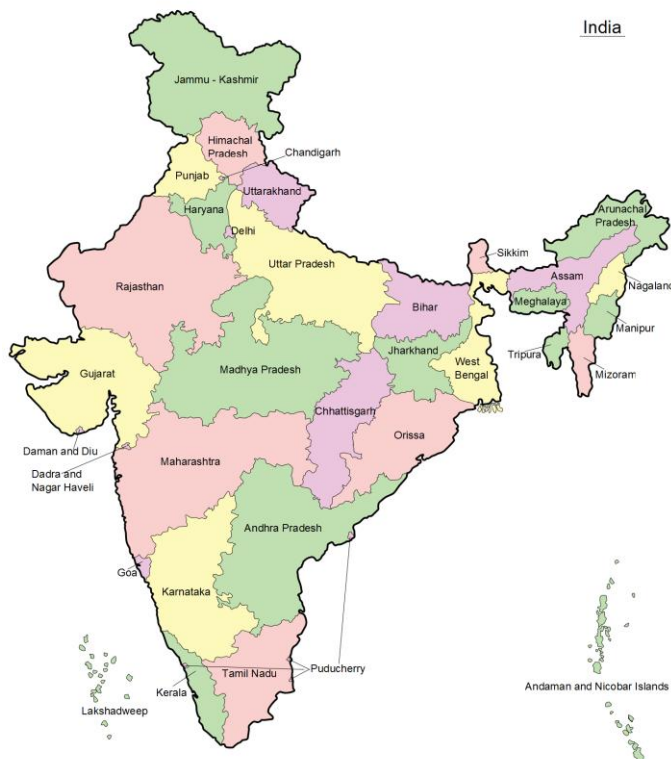 India
Jammu - Kashmir
Himachal
Pradesh
Chandigarh
Punjab
Uttarakhand
Haryana
Delhi
Arunachal
Pradesh
Sikkim
Uttar Pradesh
Assam
Rajasthan
Nagaland
Bihar
Meghalaya
Manipur
Jharkhand
Tripura
West
Bengal
Gujarat
Madhya Pradesh
Mizoram
Chhattisgarh
Daman and Diu
Orissa
Maharashtra
Dadra and
Nagar Haveli
Andhra Pradesh
Goa
Karnataka
Puducherry
Tamil Nadu
Kerala
Lakshadweep
Andaman and Nicobar Islands